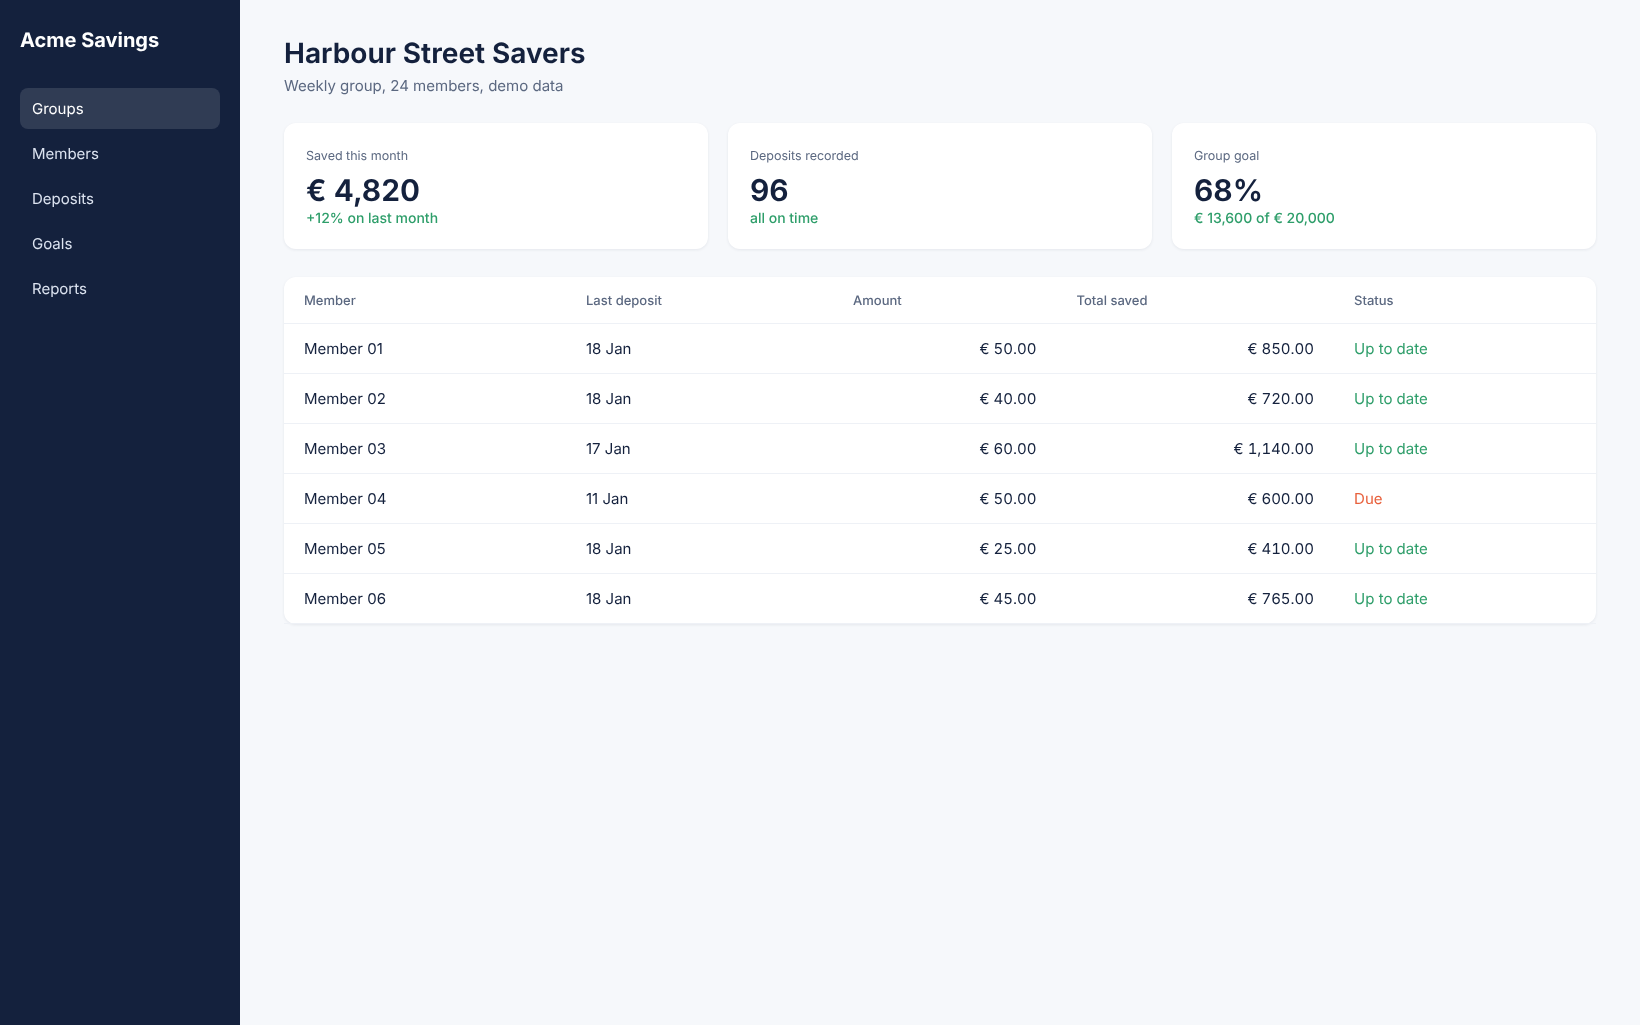 Acme Savings
Groups
Members
Deposits
Goals
Reports
Harbour Street Savers
Weekly group, 24 members, demo data
Saved this month
€ 4,820
+12% on last month
Deposits recorded
96
all on time
Group goal
68%
€ 13,600 of € 20,000
Member Last deposit Amount Total saved Status
Member 01 18 Jan € 50.00 € 850.00 Up to date
Member 02 18 Jan € 40.00 € 720.00 Up to date
Member 03 17 Jan € 60.00 € 1,140.00 Up to date
Member 04 11 Jan € 50.00 € 600.00 Due
Member 05 18 Jan € 25.00 € 410.00 Up to date
Member 06 18 Jan € 45.00 € 765.00 Up to date